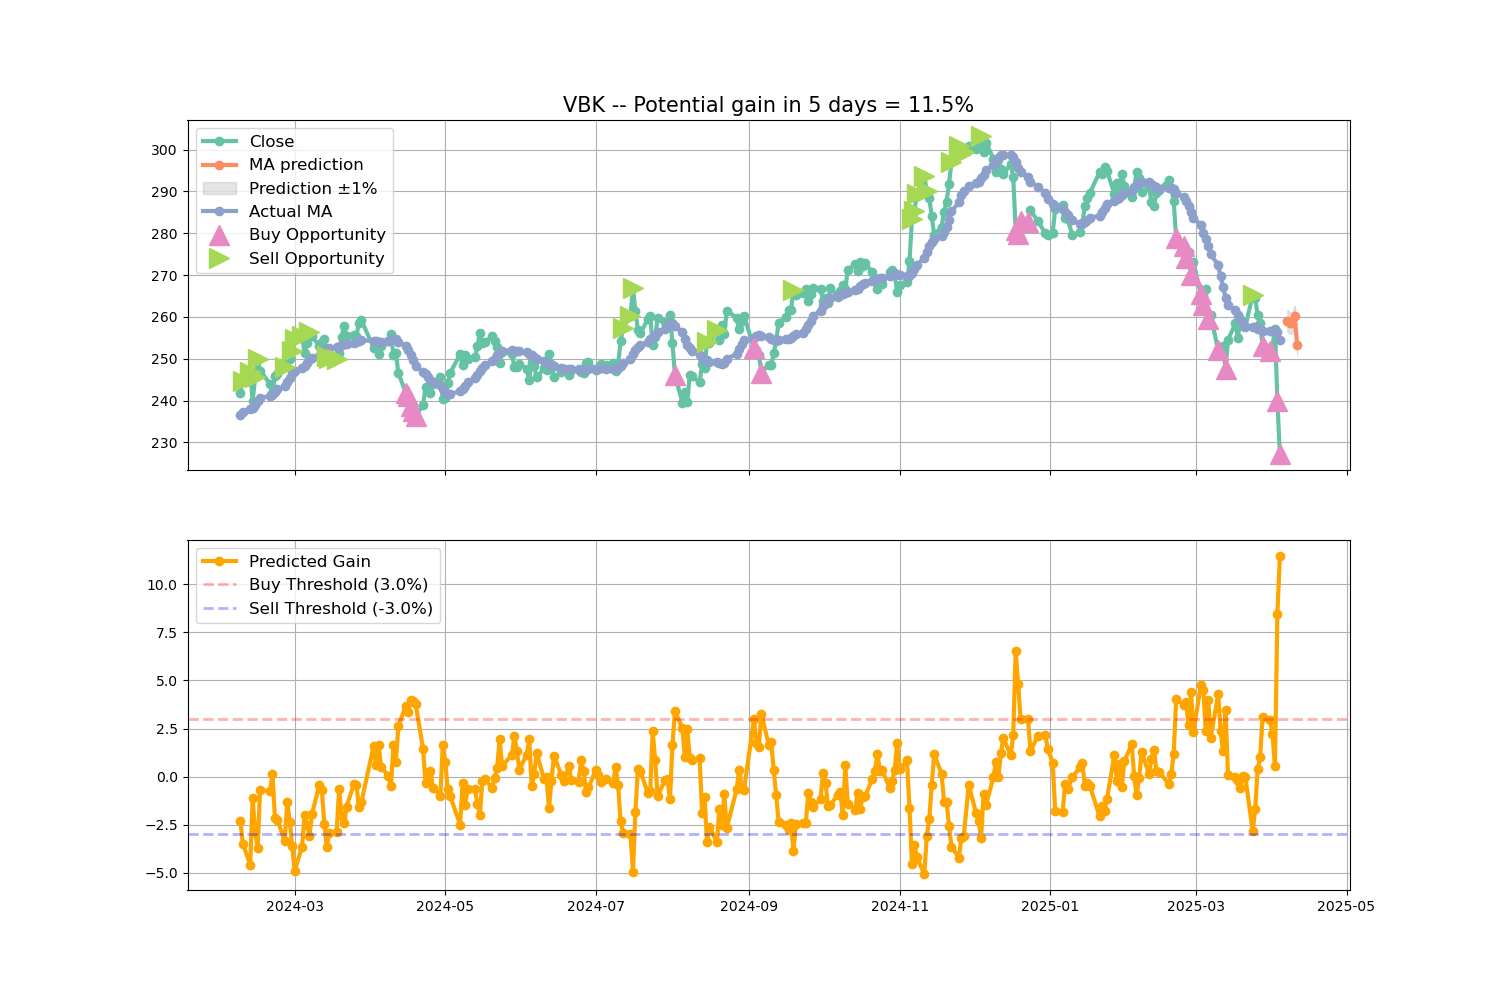 VBK -- Potential gain in 5 days = 11.5%
Close
MA prediction
Prediction ±1%
Actual MA
Buy Opportunity
Sell Opportunity
300
290
280
270
260
250
240
230
Predicted Gain
Buy Threshold (3.0%)
Sell Threshold (-3.0%)
10.0
7.5
5.0
2.5
0.0
−2.5
−5.0
2024-03
2024-05
2024-07
2024-09
2024-11
2025-01
2025-03
2025-05